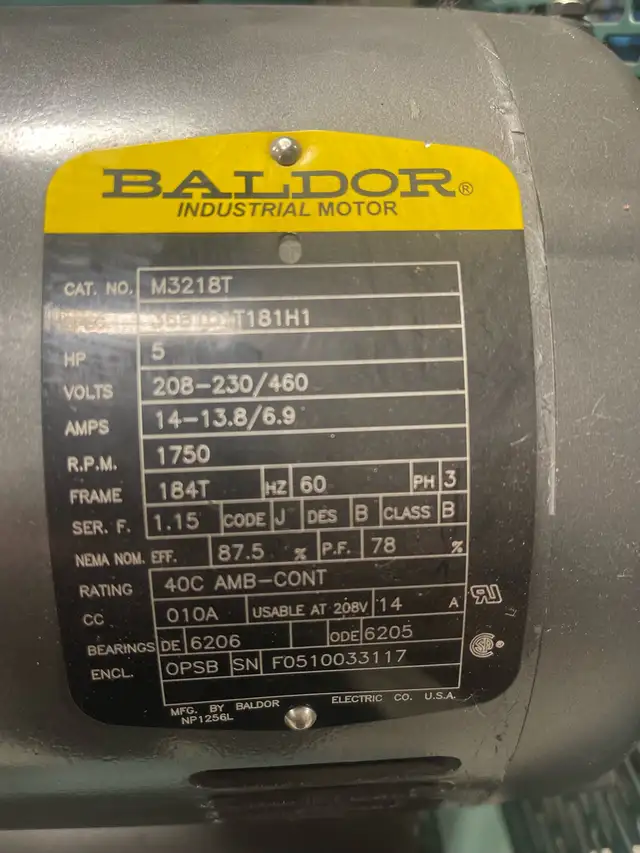 BALDOR®
INDUSTRIAL MOTOR
CAT. NO. M3218T
T181H1
HP 5
VOLTS 208-230/460
AMPS 14-13.8/6.9
R.P.M. 1750
FRAME 184T HZ 60 PH 3
SER. F. 1.15 CODE J DES B CLASS B
NEMA NOM. EFF. 87.5 % P.F. 78 %
RATING 40C AMB-CONT
CC 010A USABLE AT 208V 14 A
BEARINGS DE 6206 ODE 6205
ENCL. OPSB SN F0510033117
MFG. BY BALDOR ELECTRIC CO. U.S.A.
NP1256L